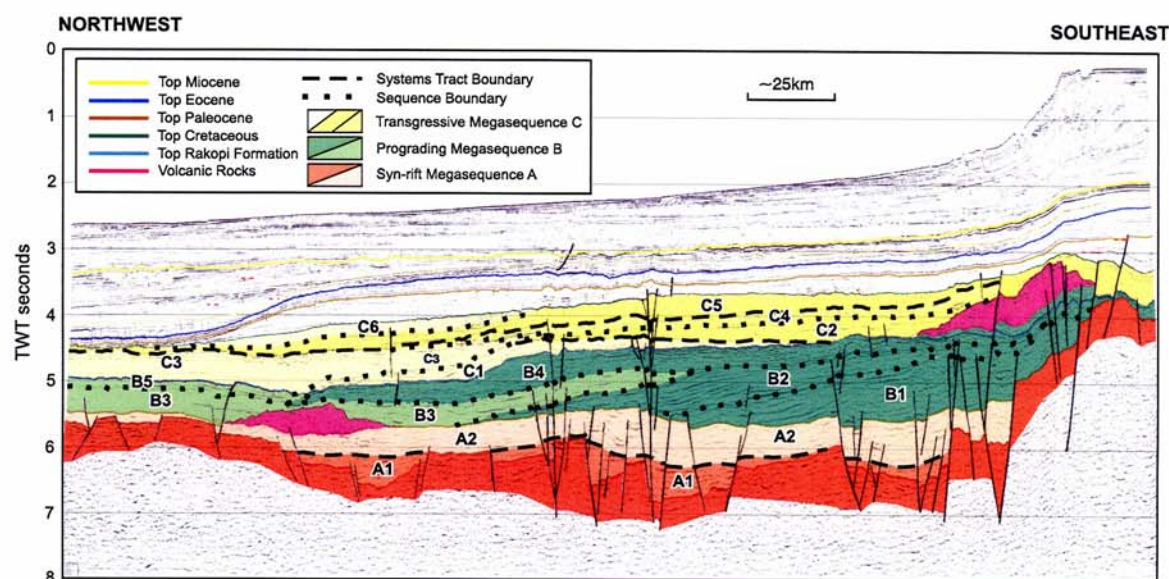 NORTHWEST
SOUTHEAST
0
1
2
3
4
5
6
7
8
TWT seconds
Top Miocene
Top Eocene
Top Paleocene
Top Cretaceous
Top Rakopi Formation
Volcanic Rocks
Systems Tract Boundary
Sequence Boundary
Transgressive Megasequence C
Prograding Megasequence B
Syn-rift Megasequence A
~25km
C6
C5
C4
C2
C3
C3
C1
B5
B4
B3
B3
B2
B1
A2
A2
A1
A1